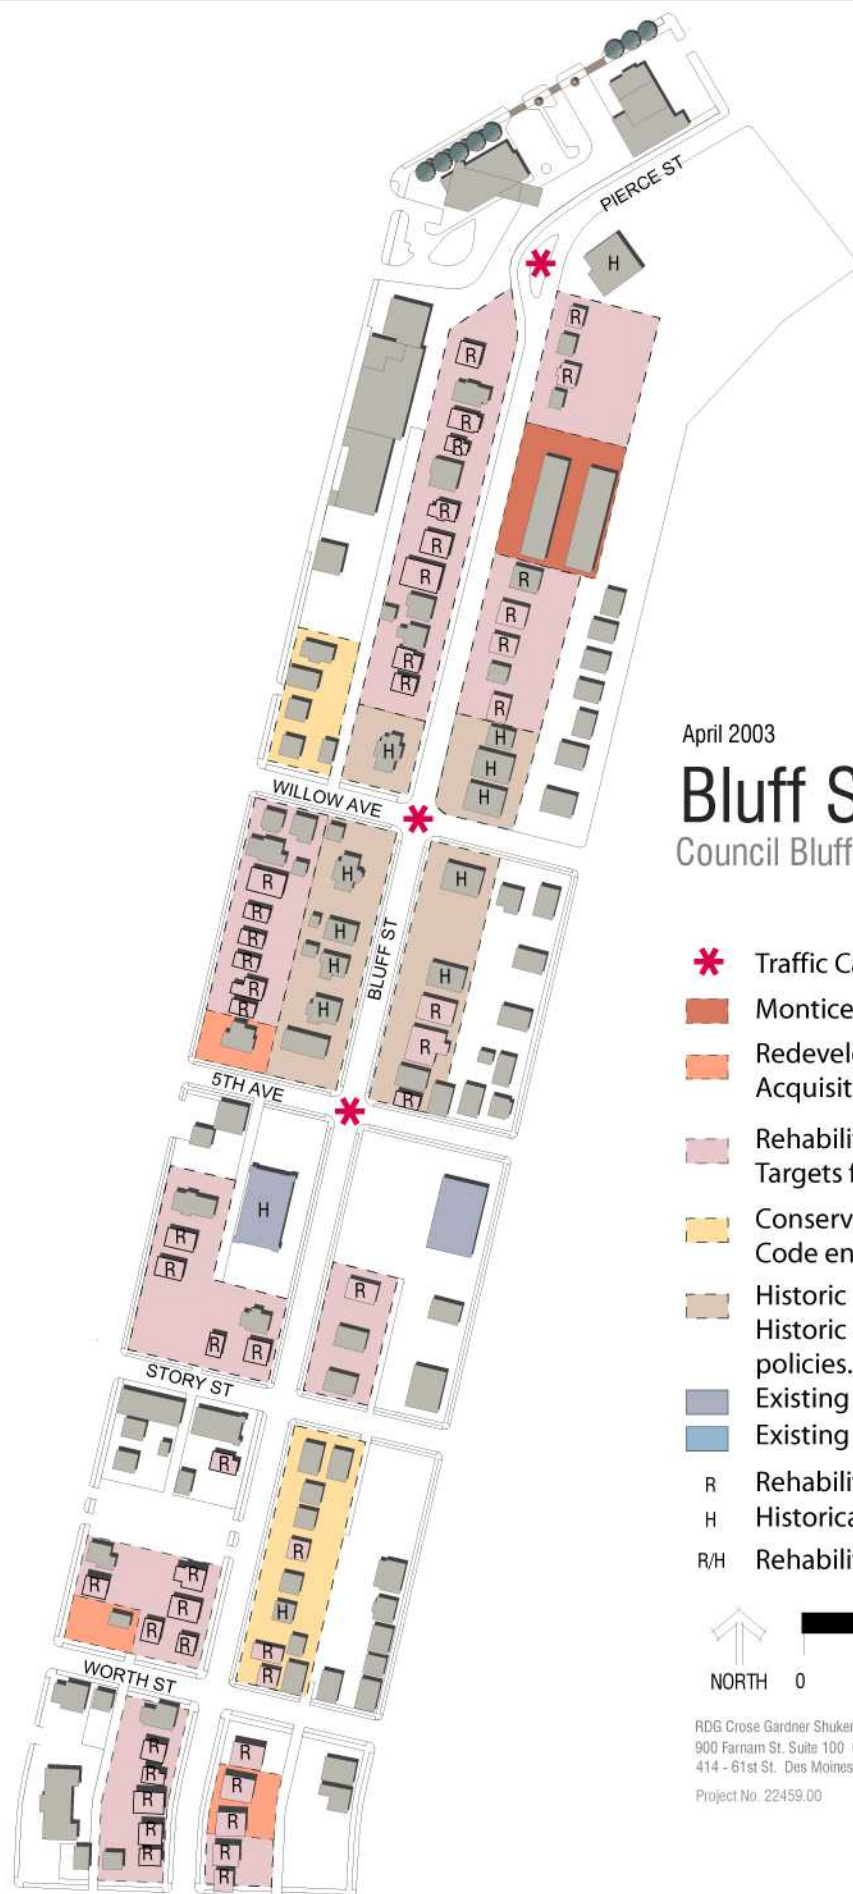 PIERCE ST
H
R
R
R
R
R
R
R
R
R
R
R
R
R
R
H
H
H
H
WILLOW AVE
H
H
R
R
R
R
R
R
H
H
H
H
R
R
R
BLUFF ST
5TH AVE
H
R
R
R
R
R
STORY ST
R
R
R
R
R
R
R
R
H
R
R
WORTH ST
R
R
R
R
R
R
R
R
R
R
April 2003
Bluff S
Council Bluff
Traffic Ca
Montice
Redevel
Acquisit
Rehabili
Targets f
Conserv
Code en
Historic
Historic
policies.
Existing
Existing
R Rehabili
H Historica
R/H Rehabili
NORTH 0
RDG Crose Gardner Shuker
900 Farnam St. Suite 100
414 - 61st St. Des Moines
Project No. 22459.00